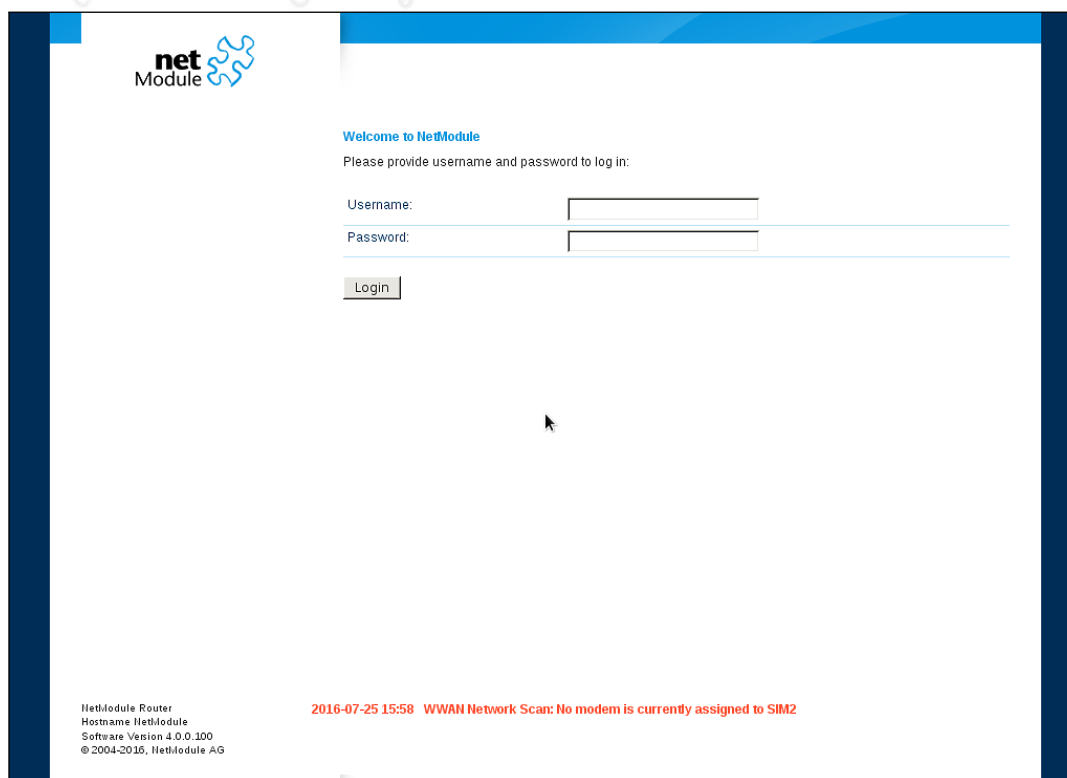 net
Module
Welcome to NetModule
Please provide username and password to log in:
Username:
Password:
Login
NetModule Router
Hostname NetModule
Software Version 4.0.0.100
© 2004-2016, NetModule AG
2016-07-25 15:58 WWAN Network Scan: No modem is currently assigned to SIM2